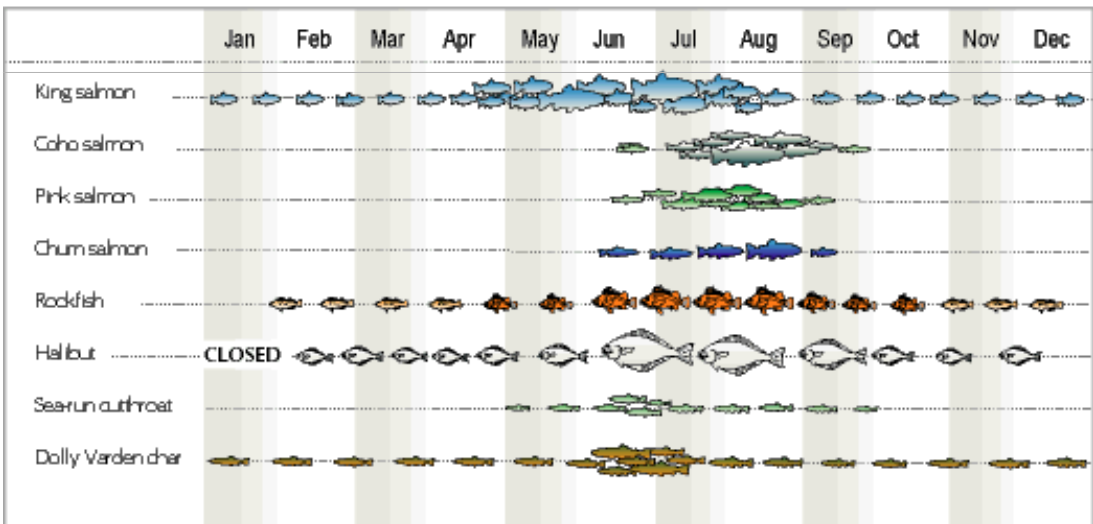 Jan Feb Mar Apr May Jun Jul Aug Sep Oct Nov Dec
King salmon
Coho salmon
Pink salmon
Chum salmon
Rockfish
Halibut CLOSED
Sea-run cutthroat
Dolly Varden char